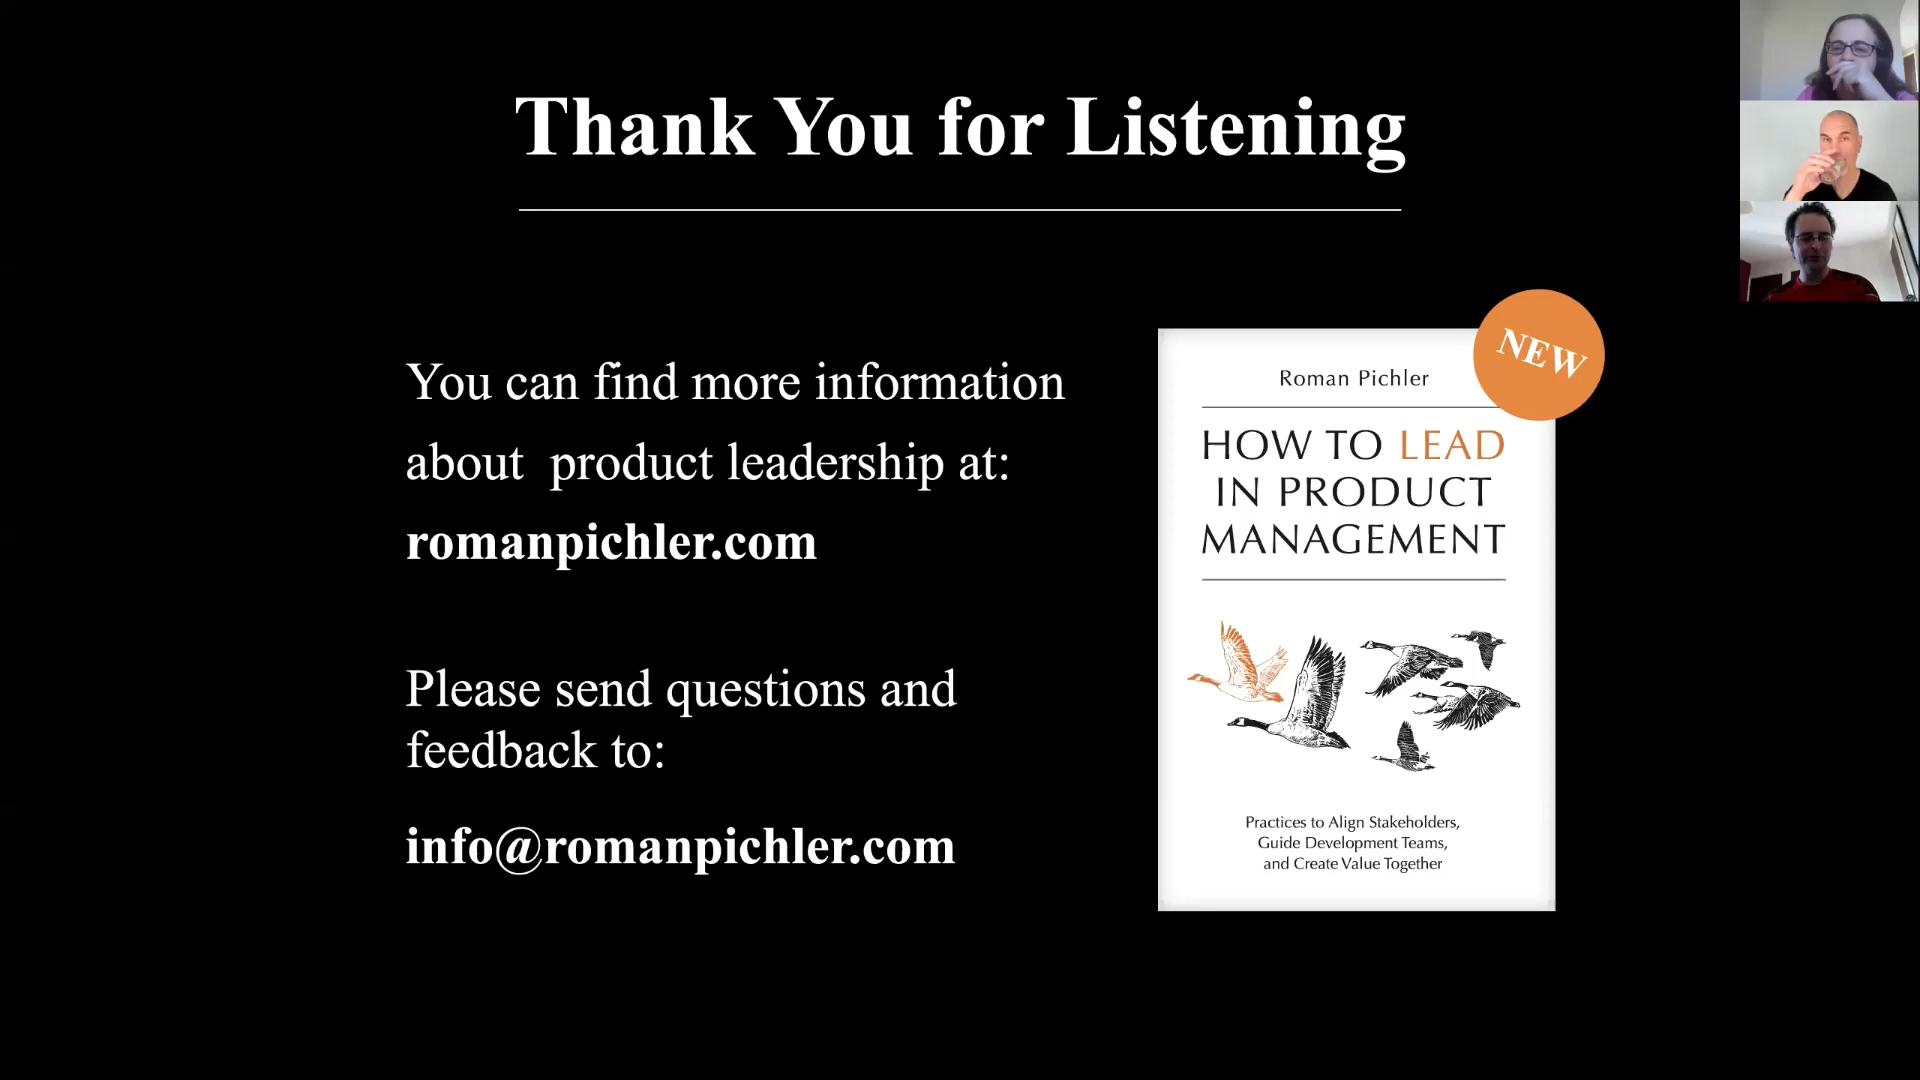 Thank You for Listening
You can find more information
about  product leadership at:
romanpichler.com
Please send questions and
feedback to:
info@romanpichler.com
NEW
Roman Pichler
HOW TO LEAD
IN PRODUCT
MANAGEMENT
Practices to Align Stakeholders,
Guide Development Teams,
and Create Value Together